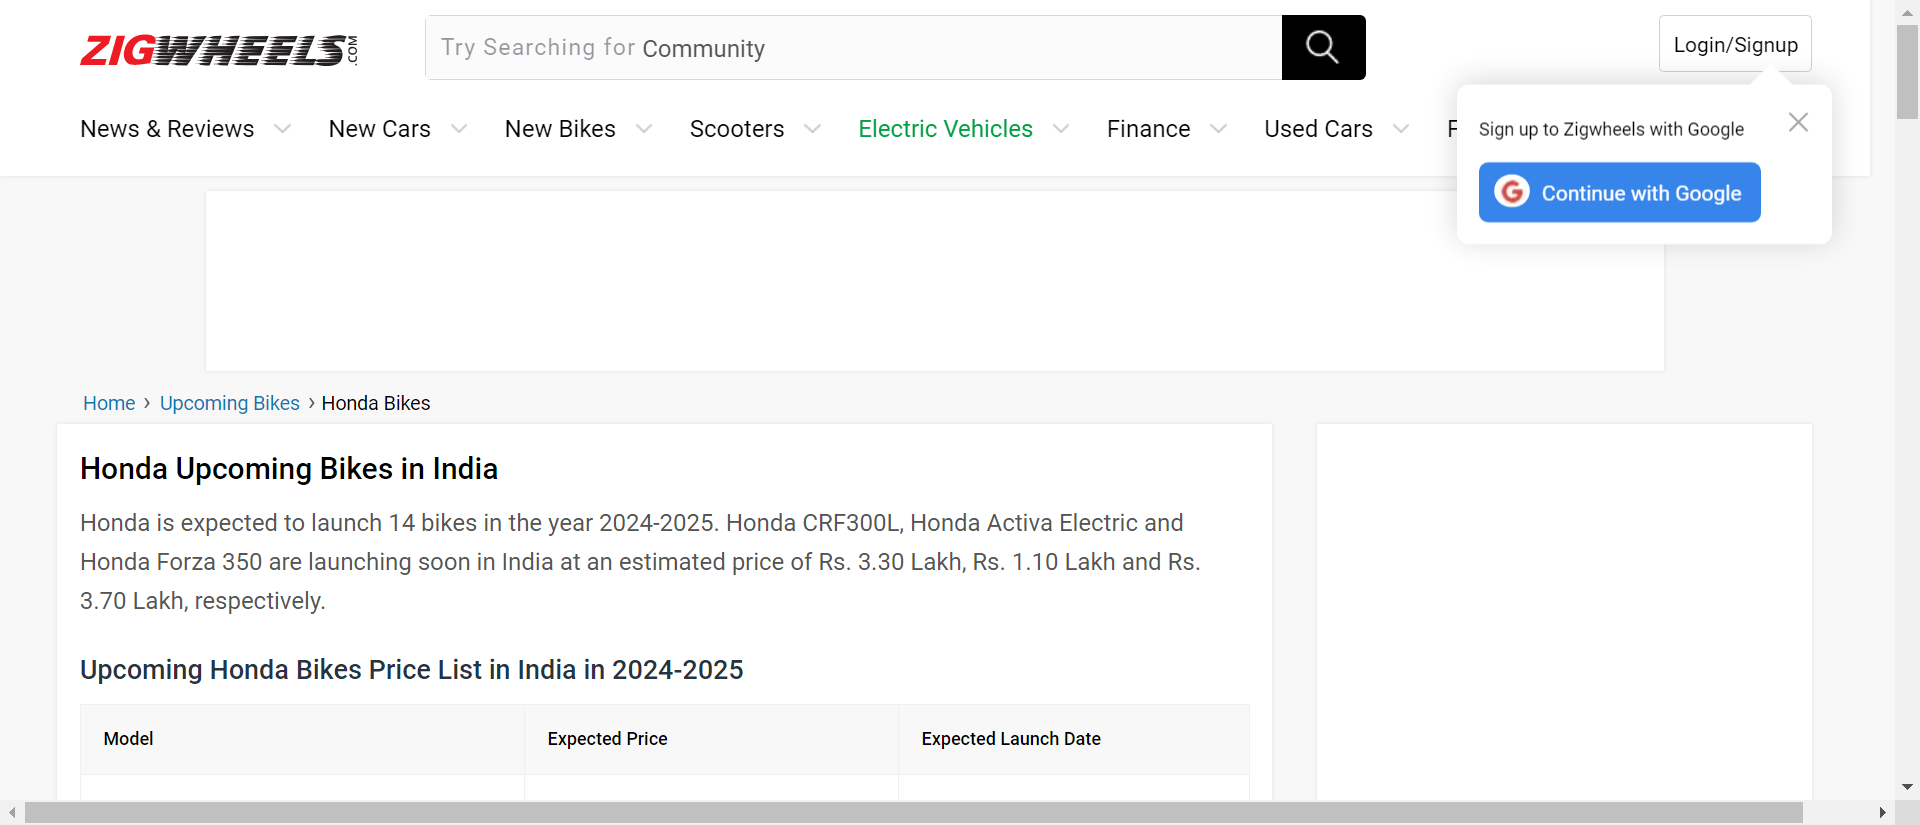 ZIGWHEELS.COM
Try Searching for Community
Login/Signup
News & Reviews New Cars New Bikes Scooters Electric Vehicles Finance Used Cars
Sign up to Zigwheels with Google
Continue with Google
Home › Upcoming Bikes › Honda Bikes
Honda Upcoming Bikes in India
Honda is expected to launch 14 bikes in the year 2024-2025. Honda CRF300L, Honda Activa Electric and
Honda Forza 350 are launching soon in India at an estimated price of Rs. 3.30 Lakh, Rs. 1.10 Lakh and Rs.
3.70 Lakh, respectively.
Upcoming Honda Bikes Price List in India in 2024-2025
Model Expected Price Expected Launch Date